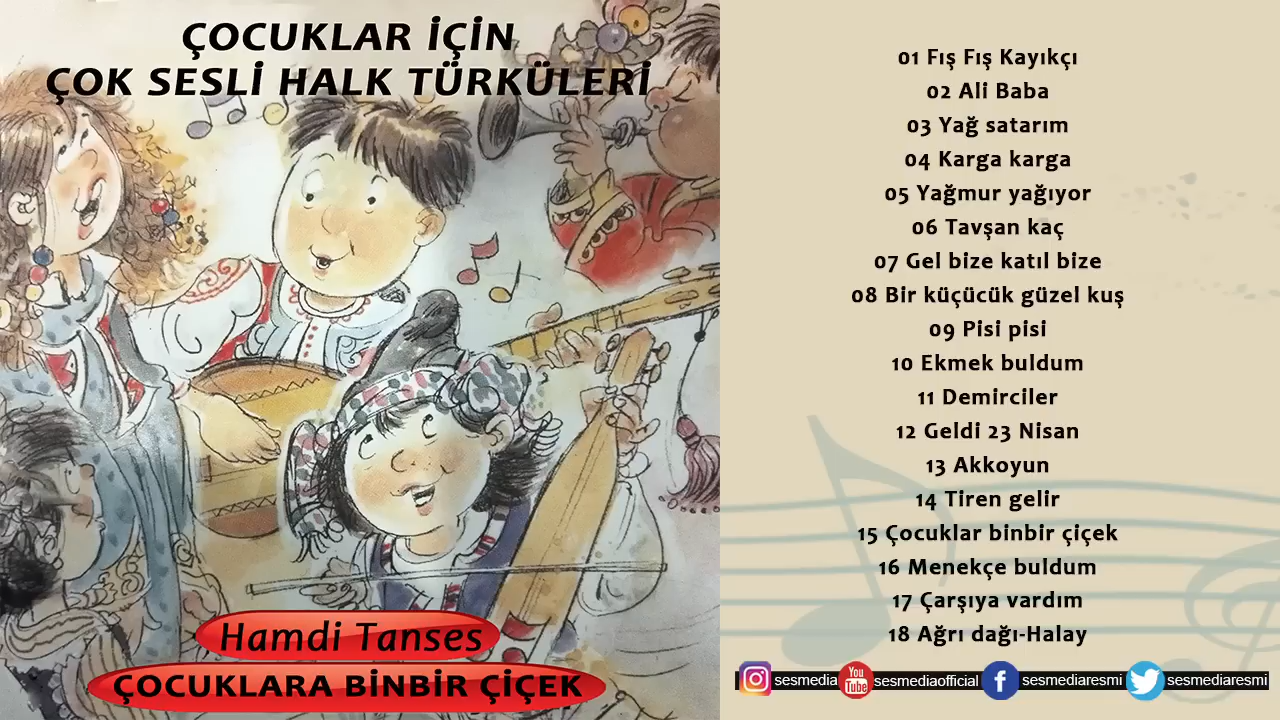 ÇOCUKLAR İÇİN
ÇOK SESLİ HALK TÜRKÜLERİ
Hamdi Tanses
ÇOCUKLARA BİNBİR ÇİÇEK
01 Fış Fış Kayıkçı
02 Ali Baba
03 Yağ satarım
04 Karga karga
05 Yağmur yağıyor
06 Tavşan kaç
07 Gel bize katıl bize
08 Bir küçücük güzel kuş
09 Pisi pisi
10 Ekmek buldum
11 Demirciler
12 Geldi 23 Nisan
13 Akkoyun
14 Tiren gelir
15 Çocuklar binbir çiçek
16 Menekçe buldum
17 Çarşıya vardım
18 Ağrı dağı-Halay
sesmedia You Tube sesmediaofficial sesmediaresmi sesmediaresmi